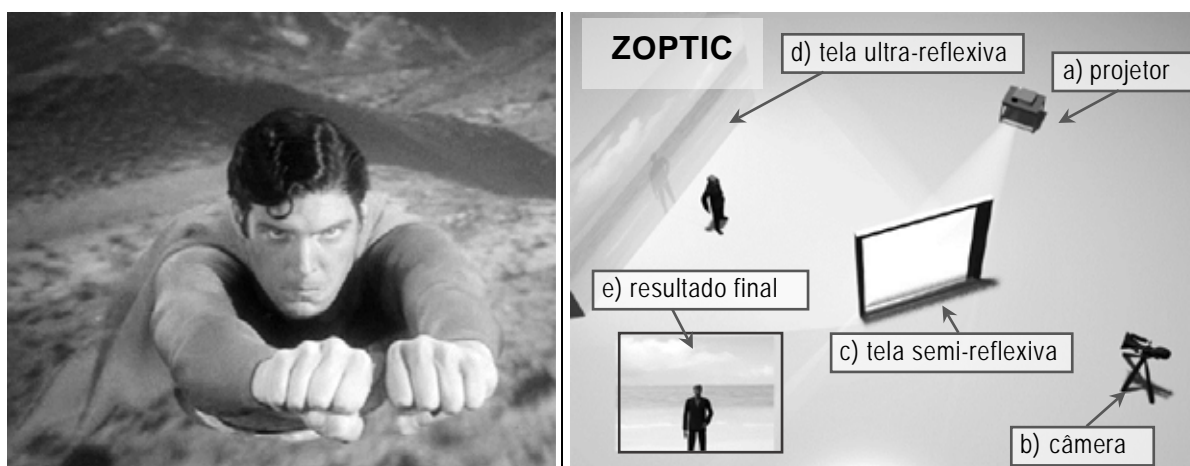 ZOPTIC
d) tela ultra-reflexiva
a) projetor
e) resultado final
c) tela semi-reflexiva
b) câmera